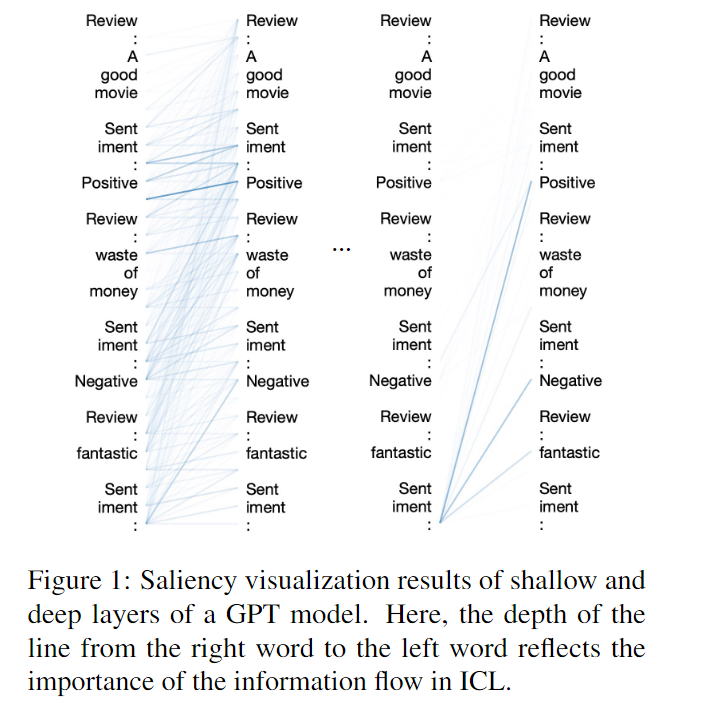 Review
:
A
good
movie
Sent
iment
:
Positive
Review
:
waste
of
money
Sent
iment
:
Negative
Review
:
fantastic
Sent
iment
:
Review
:
A
good
movie
Sent
iment
:
Positive
Review
:
waste
of
money
Sent
iment
:
Negative
Review
:
fantastic
Sent
iment
:
...
Review
:
A
good
movie
Sent
iment
:
Positive
Review
:
waste
of
money
Sent
iment
:
Negative
Review
:
fantastic
Sent
iment
:
Review
:
A
good
movie
Sent
iment
:
Positive
Review
:
waste
of
money
Sent
iment
:
Negative
Review
:
fantastic
Sent
iment
:
Figure 1: Saliency visualization results of shallow and
deep layers of a GPT model. Here, the depth of the
line from the right word to the left word reflects the
importance of the information flow in ICL.